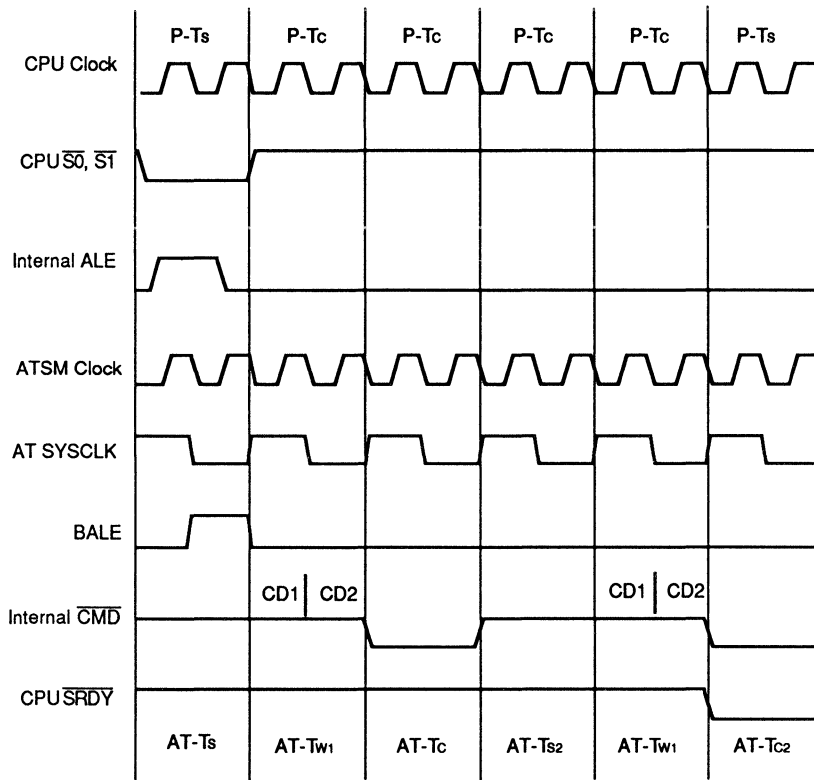 P-Ts P-Tc P-Tc P-Tc P-Tc P-Ts
CPU Clock
CPU S0, S1
Internal ALE
ATSM Clock
AT SYSCLK
BALE
CD1 CD2 CD1 CD2
Internal CMD
CPU SRDY
AT-Ts AT-Tw1 AT-Tc AT-Ts2 AT-Tw1 AT-Tc2